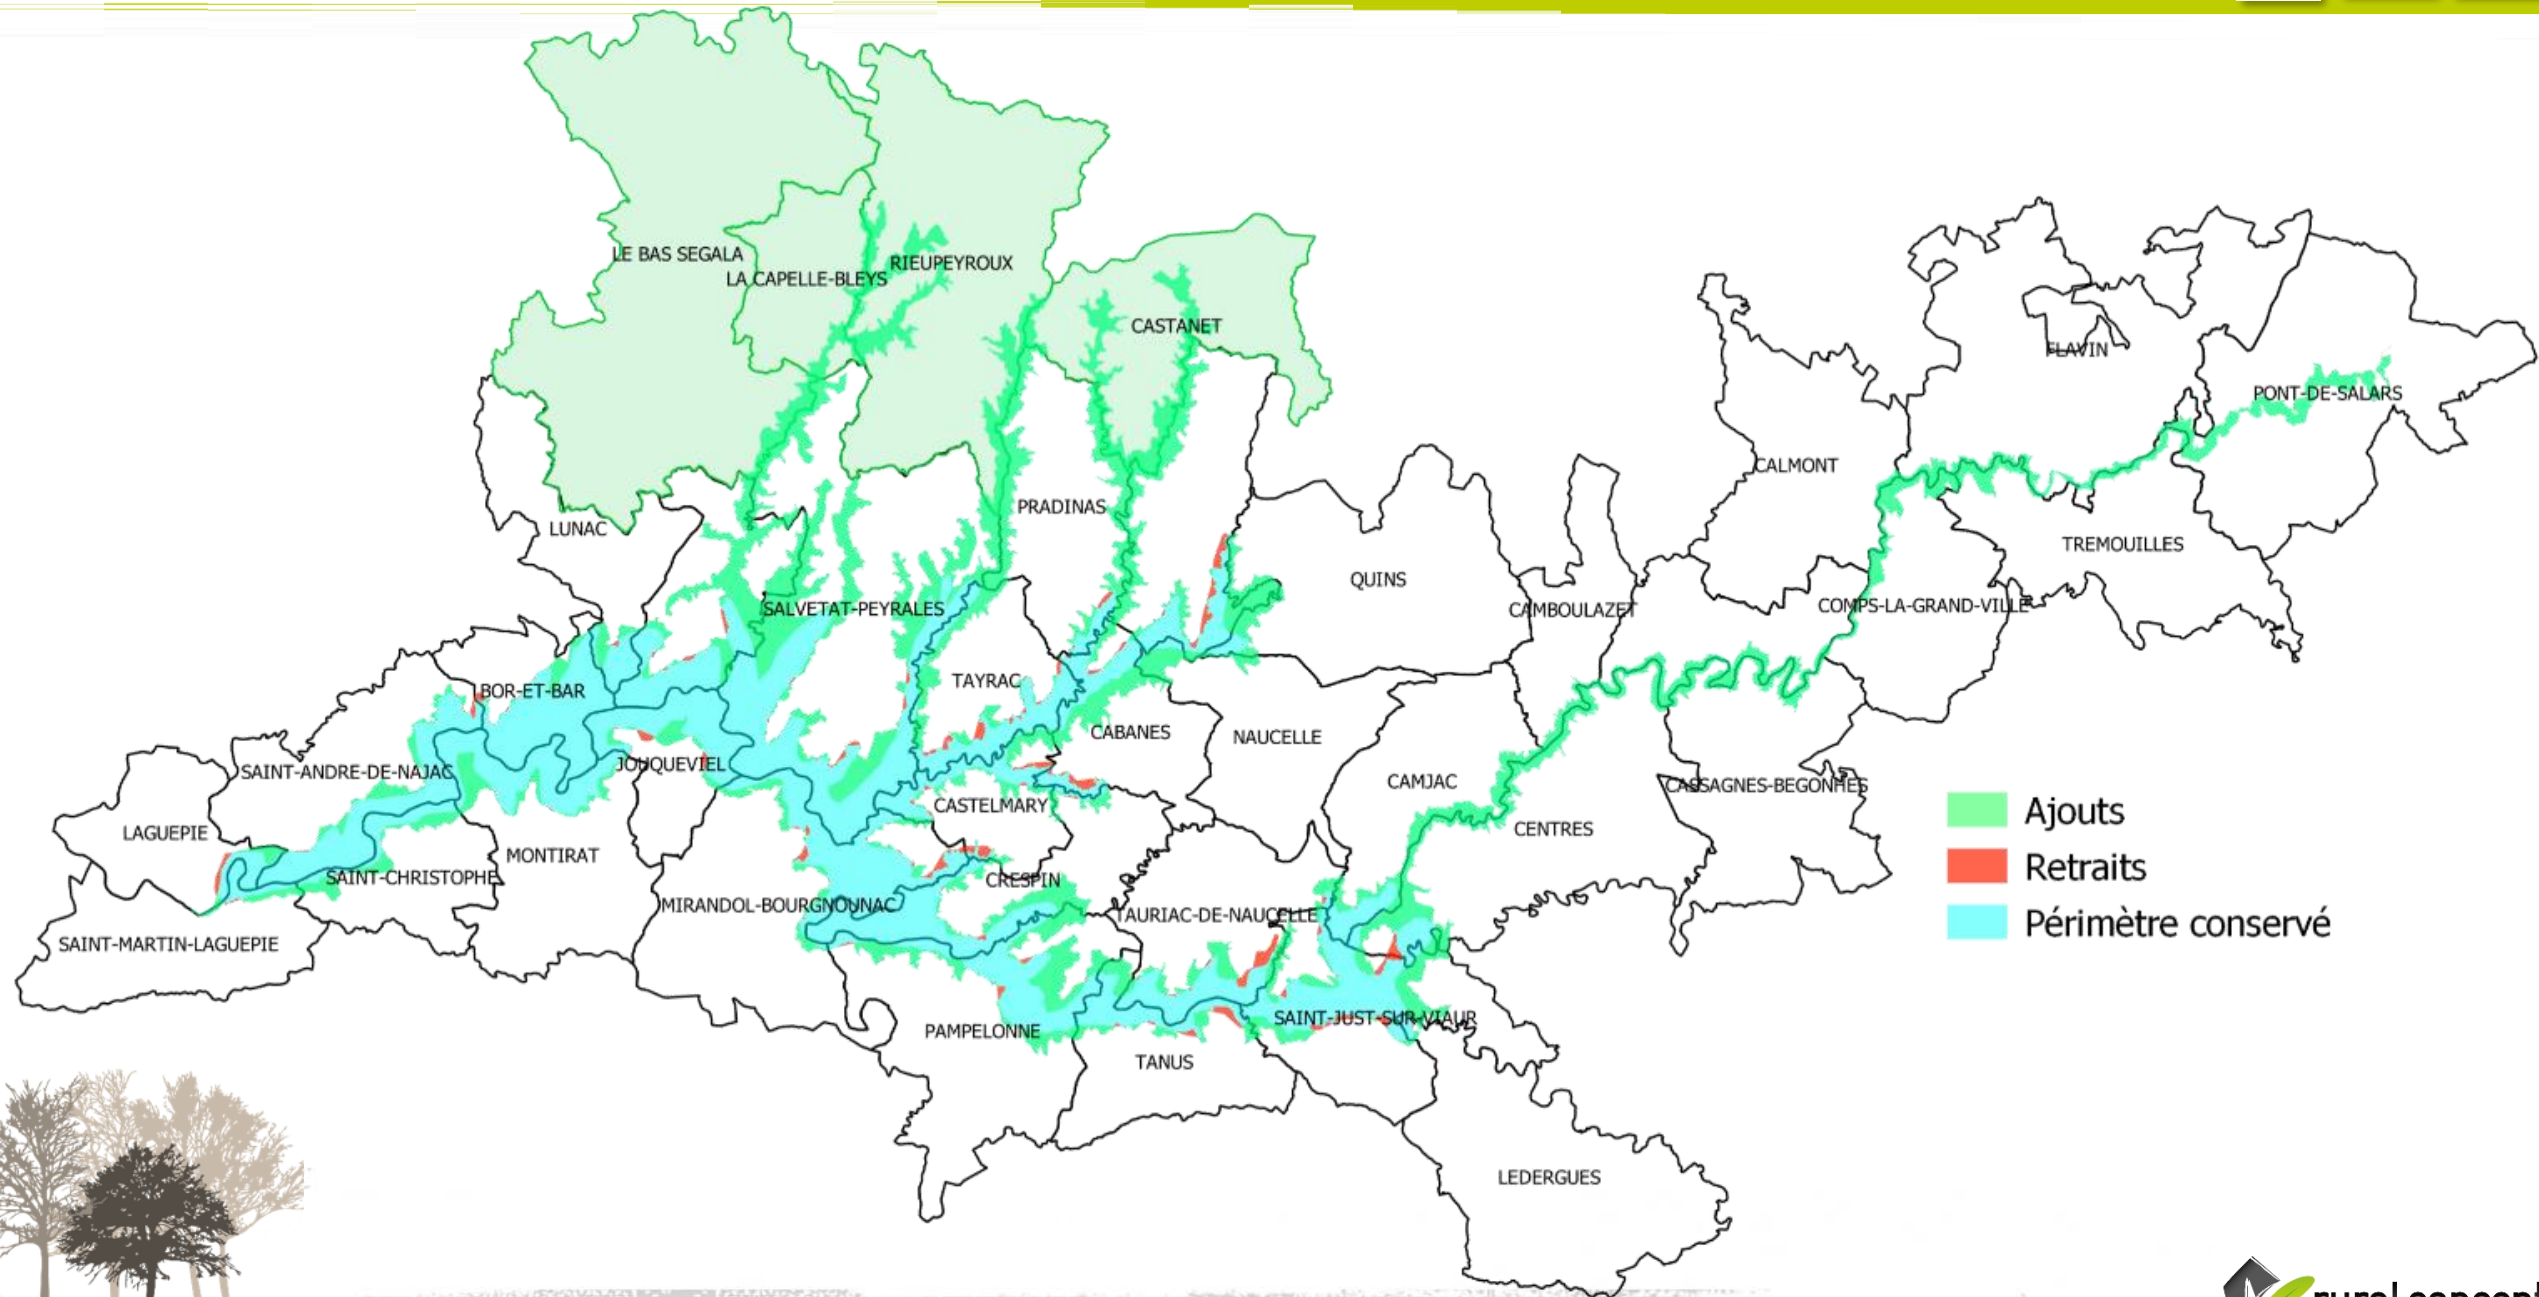 LE BAS SEGALA
LA CAPELLE-BLEYS
RIEUPEYROUX
CASTANET
FLAVIN
PONT-DE-SALARS
CALMONT
PRADINAS
LUNAC
TREMOUILLES
QUINS
SALVETAT-PEYRALES
CAMBOULAZET
COMPS-LA-GRAND-VILLE
TAYRAC
BOR-ET-BAR
CABANES
NAUCELLE
JOUQUEVIEL
SAINT-ANDRE-DE-NAJAC
CAMJAC
CASSAGNES-BEGONHES
CASTELMARY
LAGUEPIE
CENTRES
MONTIRAT
SAINT-CHRISTOPHE
CRESPIN
MIRANDOL-BOURGNOUNAC
TAURIAC-DE-NAUCELLE
SAINT-MARTIN-LAGUEPIE
SAINT-JUST-SUR-VIAUR
PAMPELONNE
TANUS
LEDERGUES
Ajouts
Retraits
Périmètre conservé